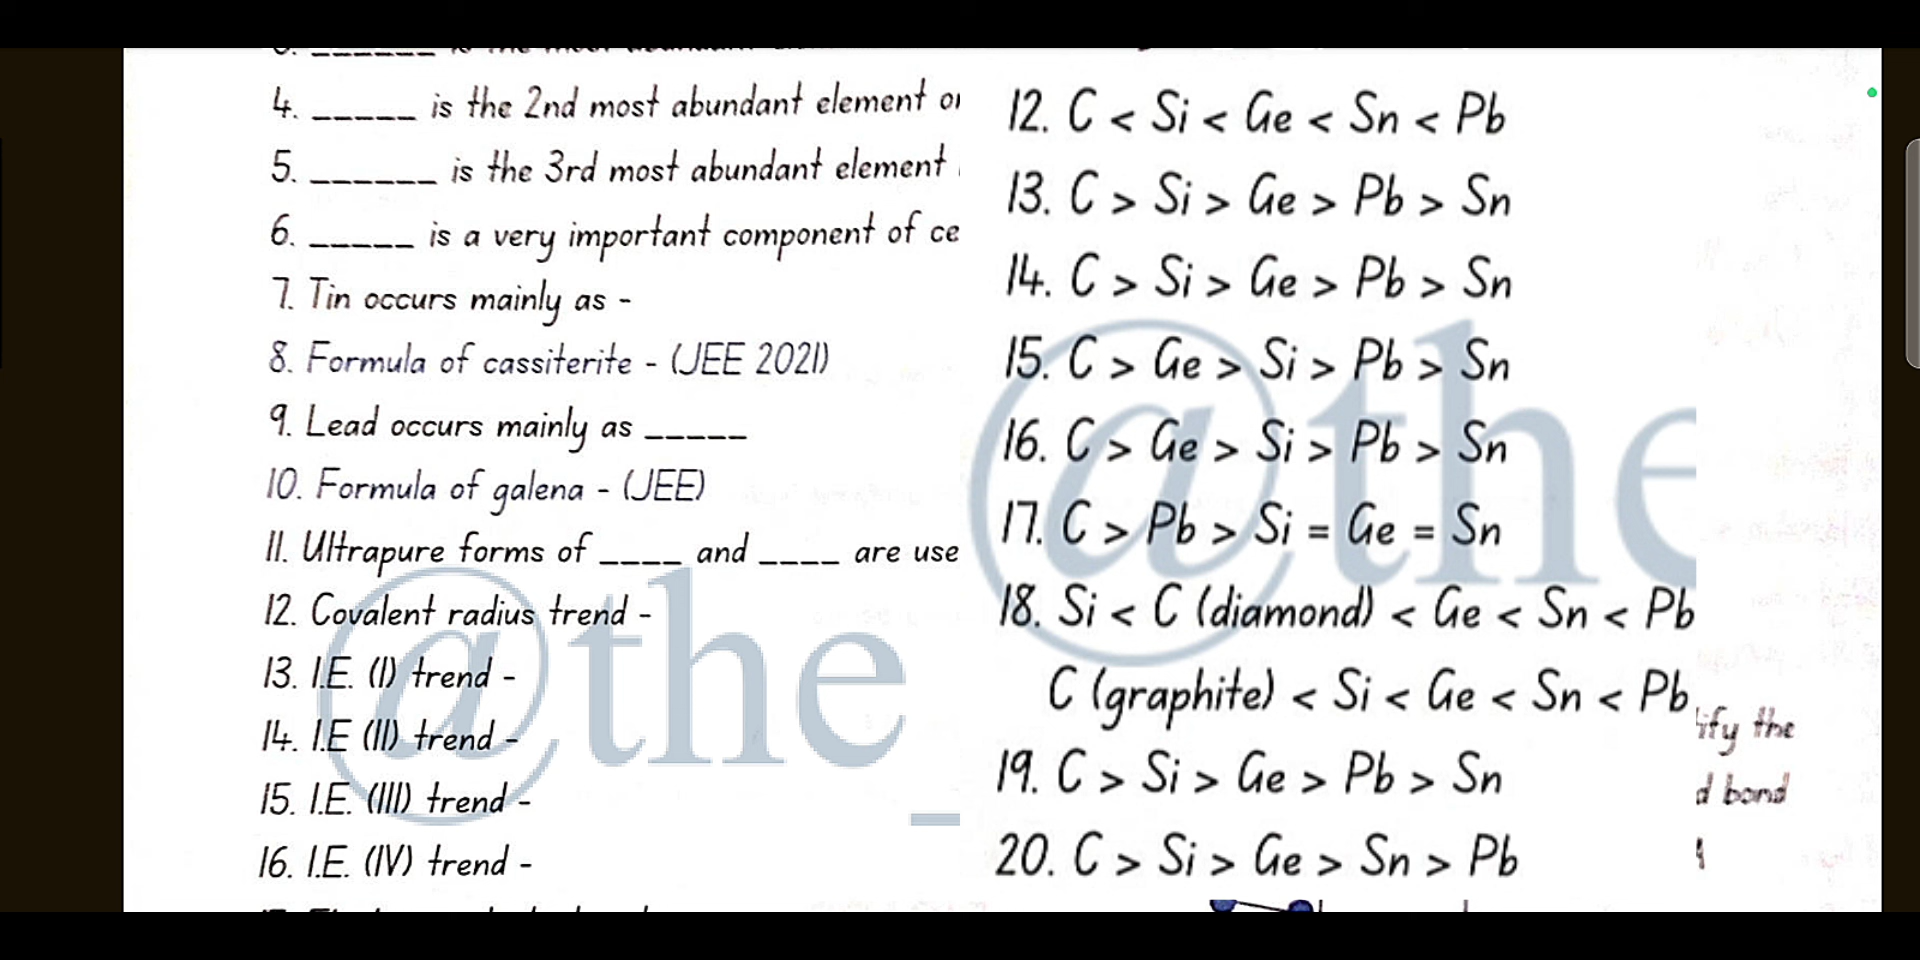 4. _____ is the 2nd most abundant element or
5. ______ is the 3rd most abundant element
6. _____ is a very important component of ce
7. Tin occurs mainly as -
8. Formula of cassiterite - (JEE 2021)
9. Lead occurs mainly as _____
10. Formula of galena - (JEE)
11. Ultrapure forms of ____ and ____ are use
12. Covalent radius trend -
13. I.E. (I) trend -
14. I.E (II) trend -
15. I.E. (III) trend -
16. I.E. (IV) trend -
@the_
12. C < Si < Ge < Sn < Pb
13. C > Si > Ge > Pb > Sn
14. C > Si > Ge > Pb > Sn
15. C > Ge > Si > Pb > Sn
16. C > Ge > Si > Pb > Sn
17. C > Pb > Si = Ge = Sn
18. Si < C (diamond) < Ge < Sn < Pb
C (graphite) < Si < Ge < Sn < Pb
19. C > Si > Ge > Pb > Sn
20. C > Si > Ge > Sn > Pb
@the
ify the
d bond